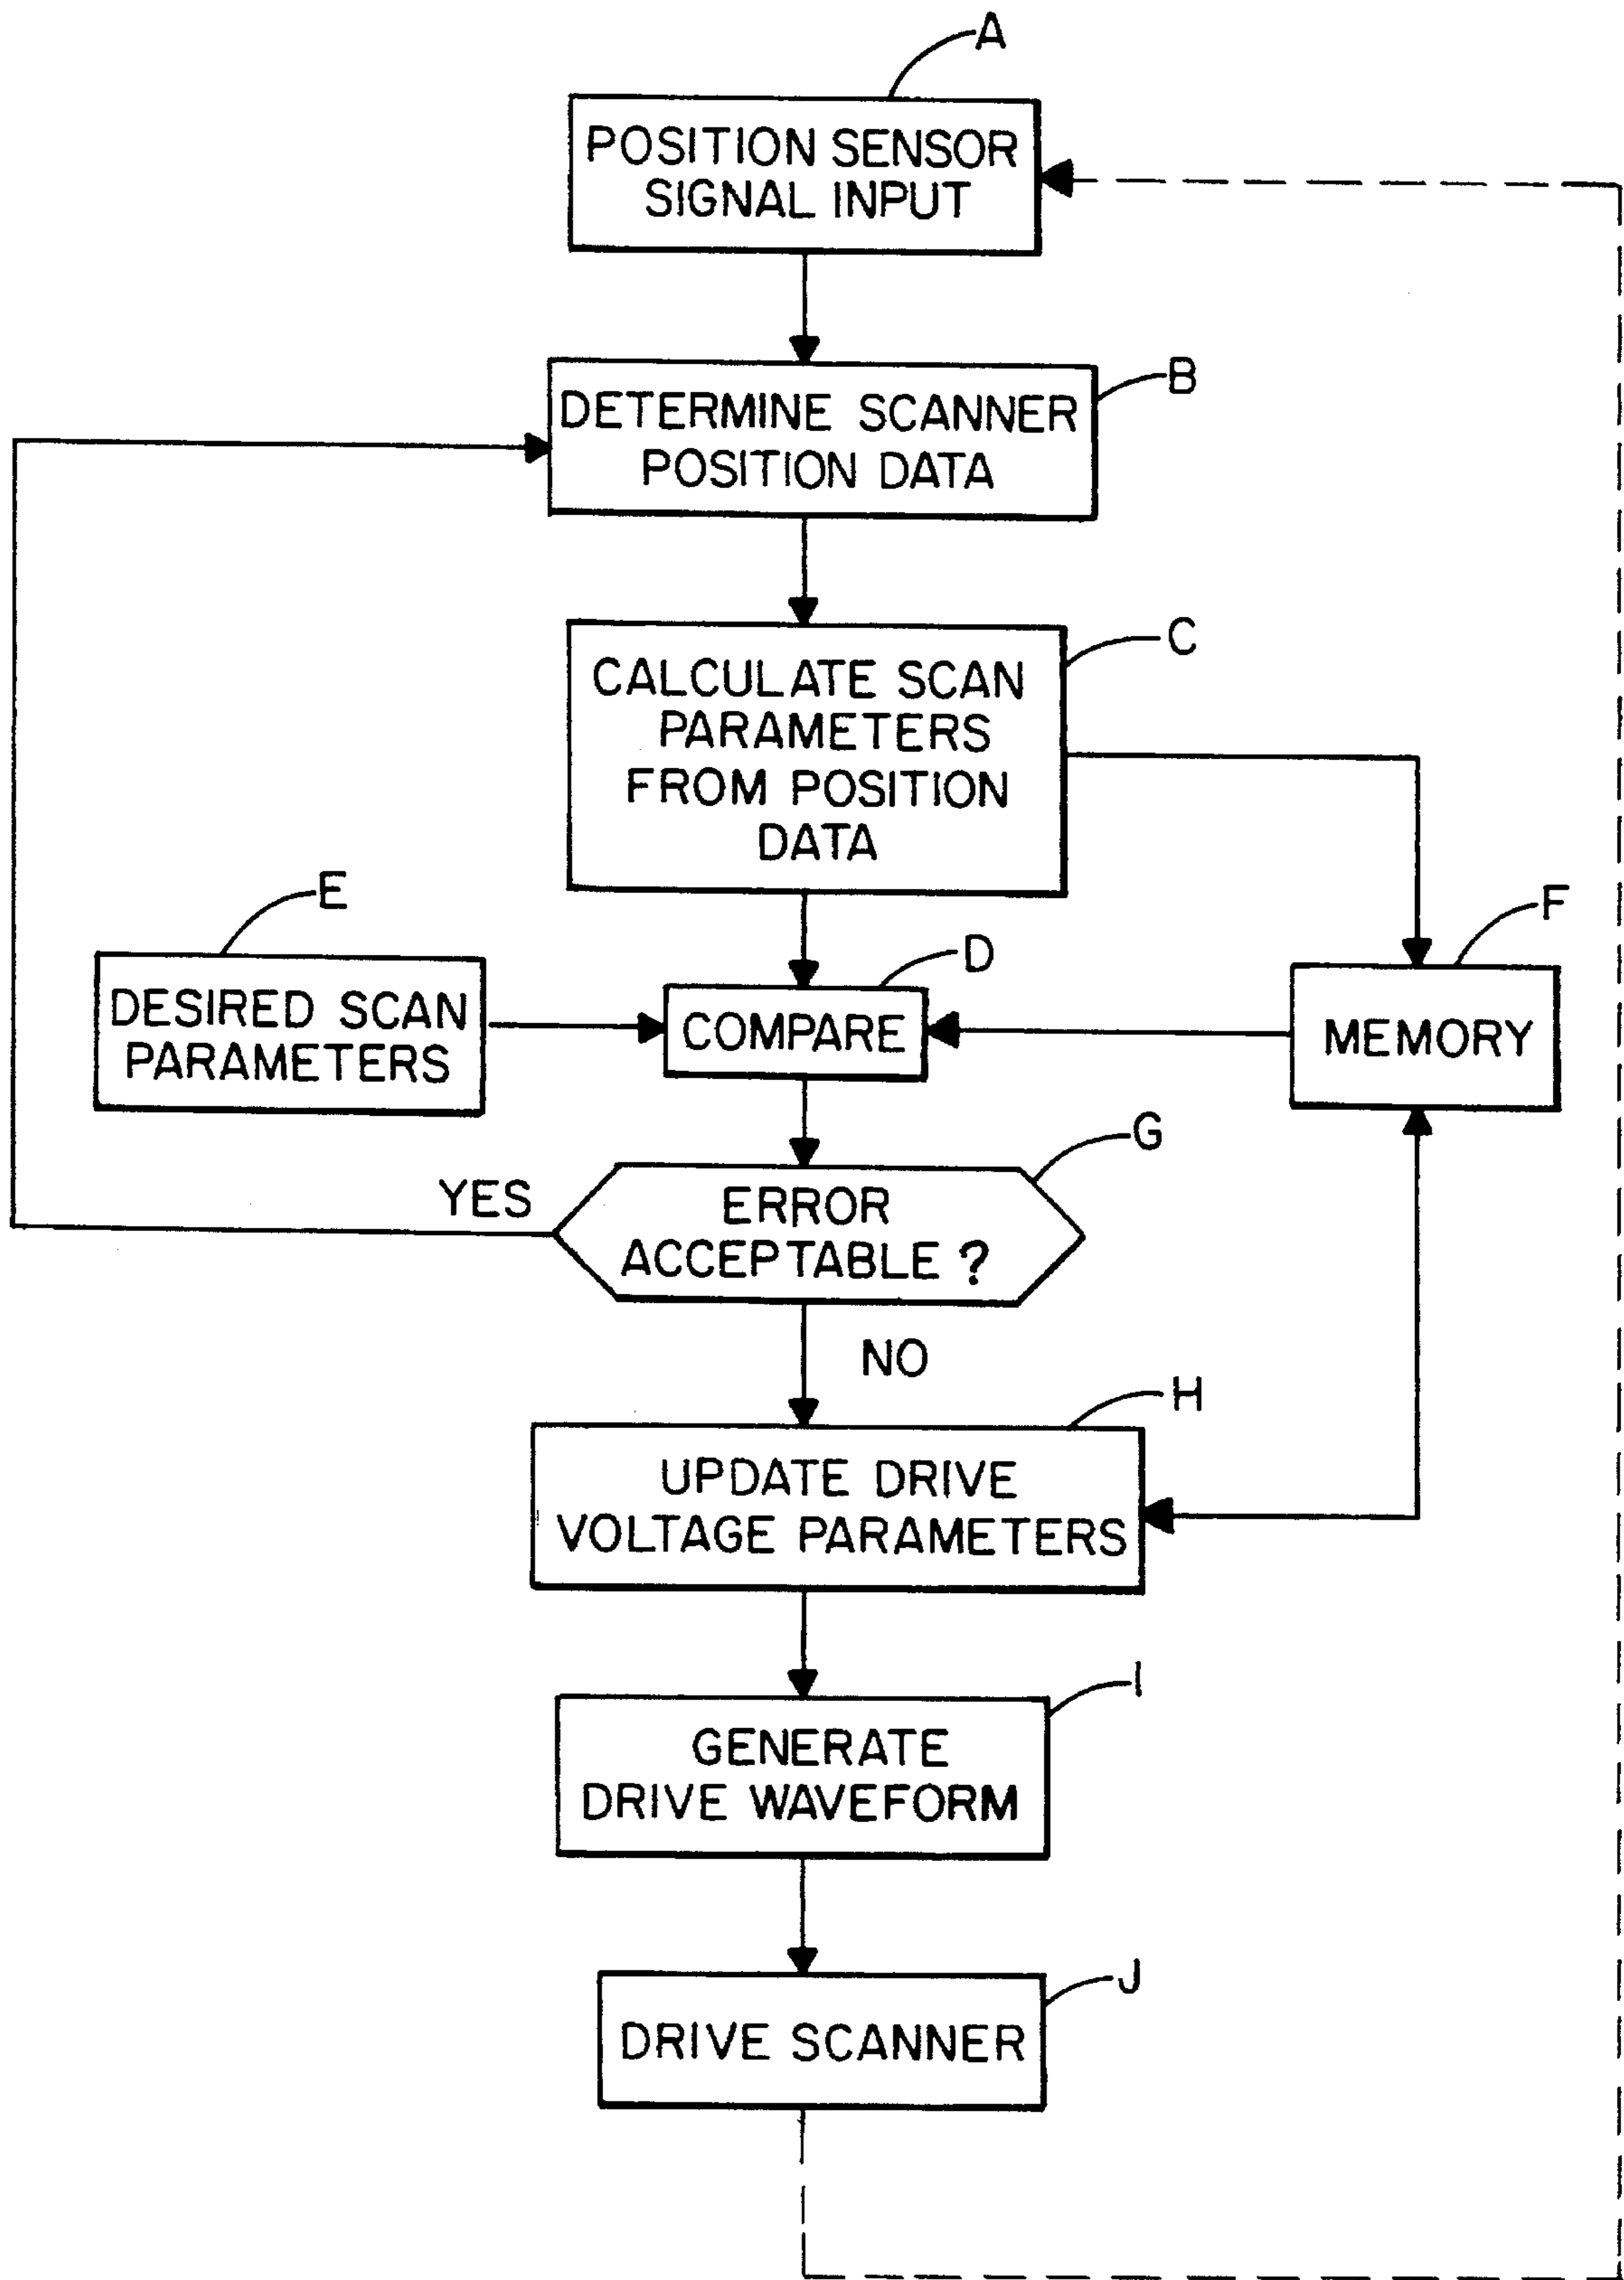 A
POSITION SENSOR
SIGNAL INPUT
B
DETERMINE SCANNER
POSITION DATA
C
CALCULATE SCAN
PARAMETERS
FROM POSITION
DATA
E
DESIRED SCAN
PARAMETERS
D
COMPARE
F
MEMORY
G
YES
ERROR
ACCEPTABLE ?
NO
H
UPDATE DRIVE
VOLTAGE PARAMETERS
I
GENERATE
DRIVE WAVEFORM
J
DRIVE SCANNER